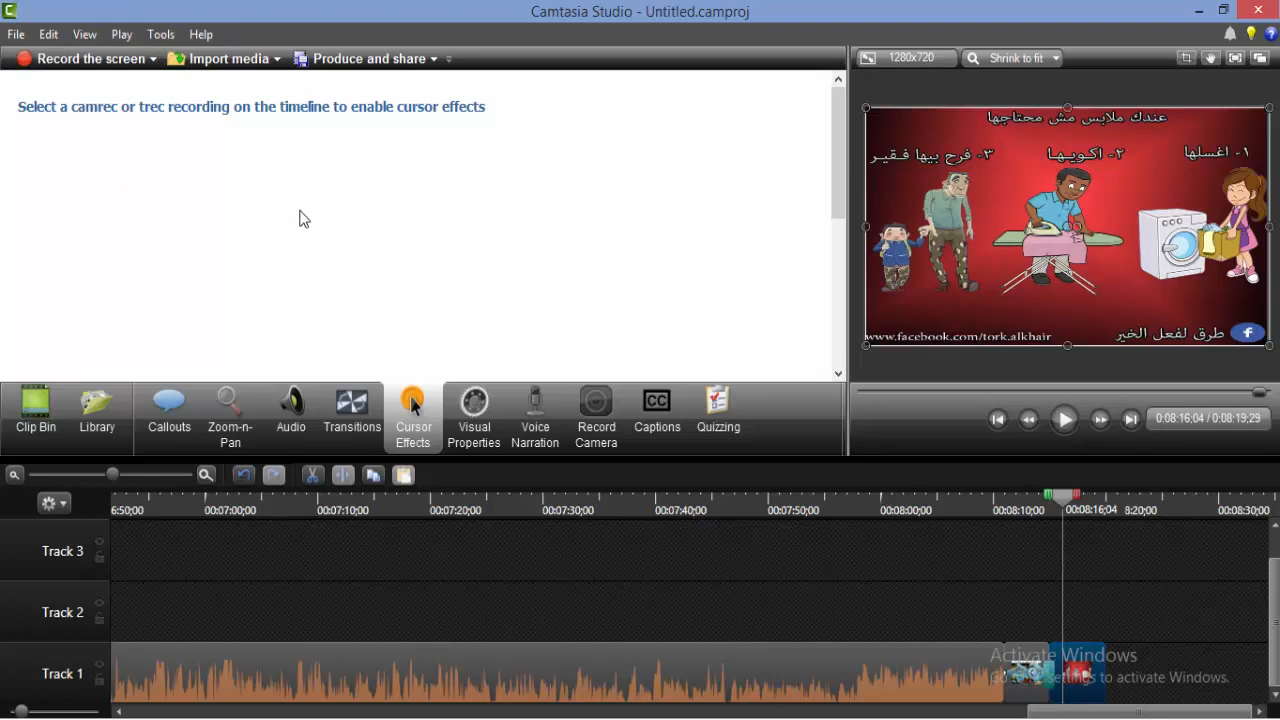 Camtasia Studio - Untitled.camproj
File Edit View Play Tools Help
Record the screen Import media Produce and share
1280x720 Shrink to fit
Select a camrec or trec recording on the timeline to enable cursor effects
عندك ملابس مش محتاجها
١- اغسلها
٢- اكويها
٣- فرح بيها فقير
www.facebook.com/tork.alkhair
طرق لفعل الخير
f
Clip Bin
Library
Callouts
Zoom-n-Pan
Audio
Transitions
Cursor Effects
Visual Properties
Voice Narration
Record Camera
CC
Captions
Quizzing
0:08:16;04 / 0:08:19;29
6:50;00 00:07:00;00 00:07:10;00 00:07:20;00 00:07:30;00 00:07:40;00 00:07:50;00 00:08:00;00 00:08:10;00 00:08:16;04 8:20;00 00:08:30;00
Track 3
Track 2
Track 1
Activate Windows
Go to PC settings to activate Windows.